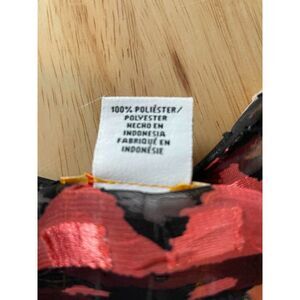 100% POLIÉSTER/
POLYESTER
HECHO EN
INDONESIA
FABRIQUÉ EN
INDONÉSIE